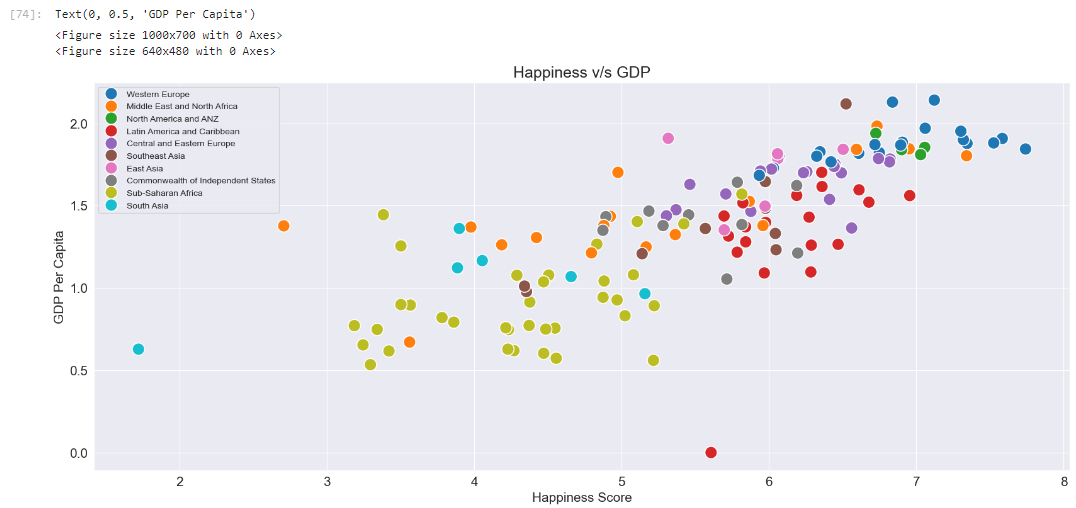 [74]: Text(0, 0.5, 'GDP Per Capita')
<Figure size 1000x700 with 0 Axes>
<Figure size 640x480 with 0 Axes>
Happiness v/s GDP
Western Europe
Middle East and North Africa
North America and ANZ
Latin America and Caribbean
Central and Eastern Europe
Southeast Asia
East Asia
Commonwealth of Independent States
Sub-Saharan Africa
South Asia
2.0
1.5
1.0
0.5
0.0
GDP Per Capita
2 3 4 5 6 7 8
Happiness Score